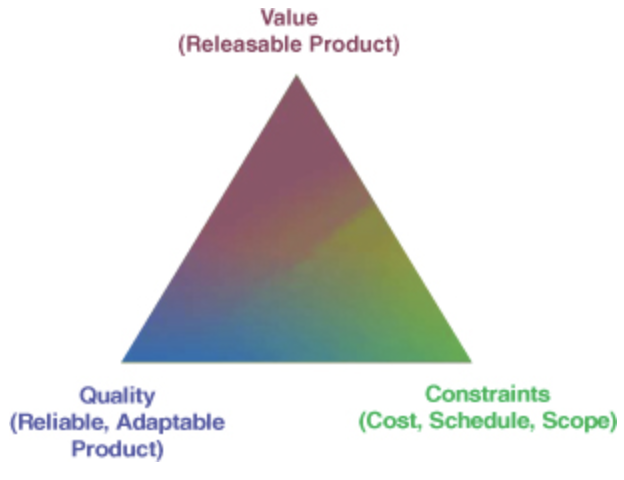 Value
(Releasable Product)
Quality
(Reliable, Adaptable
Product)
Constraints
(Cost, Schedule, Scope)